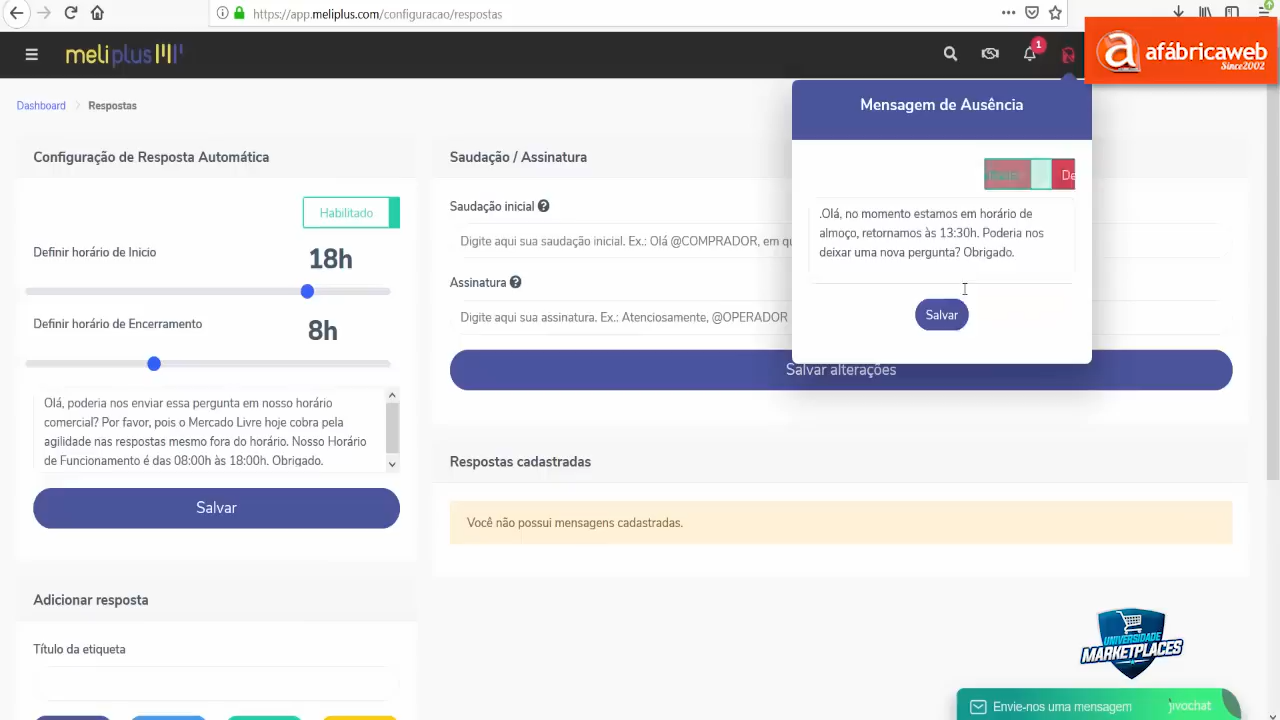 https://app.meliplus.com/configuracao/respostas
meliplus
1
a afábricaweb
Since2002
Dashboard > Respostas
Mensagem de Ausência
De
.Olá, no momento estamos em horário de
almoço, retornamos às 13:30h. Poderia nos
deixar uma nova pergunta? Obrigado.
Salvar
Configuração de Resposta Automática
Habilitado
Definir horário de Inicio
18h
Definir horário de Encerramento
8h
Olá, poderia nos enviar essa pergunta em nosso horário
comercial? Por favor, pois o Mercado Livre hoje cobra pela
agilidade nas respostas mesmo fora do horário. Nosso Horário
de Funcionamento é das 08:00h às 18:00h. Obrigado.
Salvar
Saudação / Assinatura
Saudação inicial ?
Digite aqui sua saudação inicial. Ex.: Olá @COMPRADOR, em qu
Assinatura ?
Digite aqui sua assinatura. Ex.: Atenciosamente, @OPERADOR
Salvar alterações
Respostas cadastradas
Você não possui mensagens cadastradas.
Adicionar resposta
Título da etiqueta
UNIVERSIDADE
MARKETPLACES
Envie-nos uma mensagem
jivochat